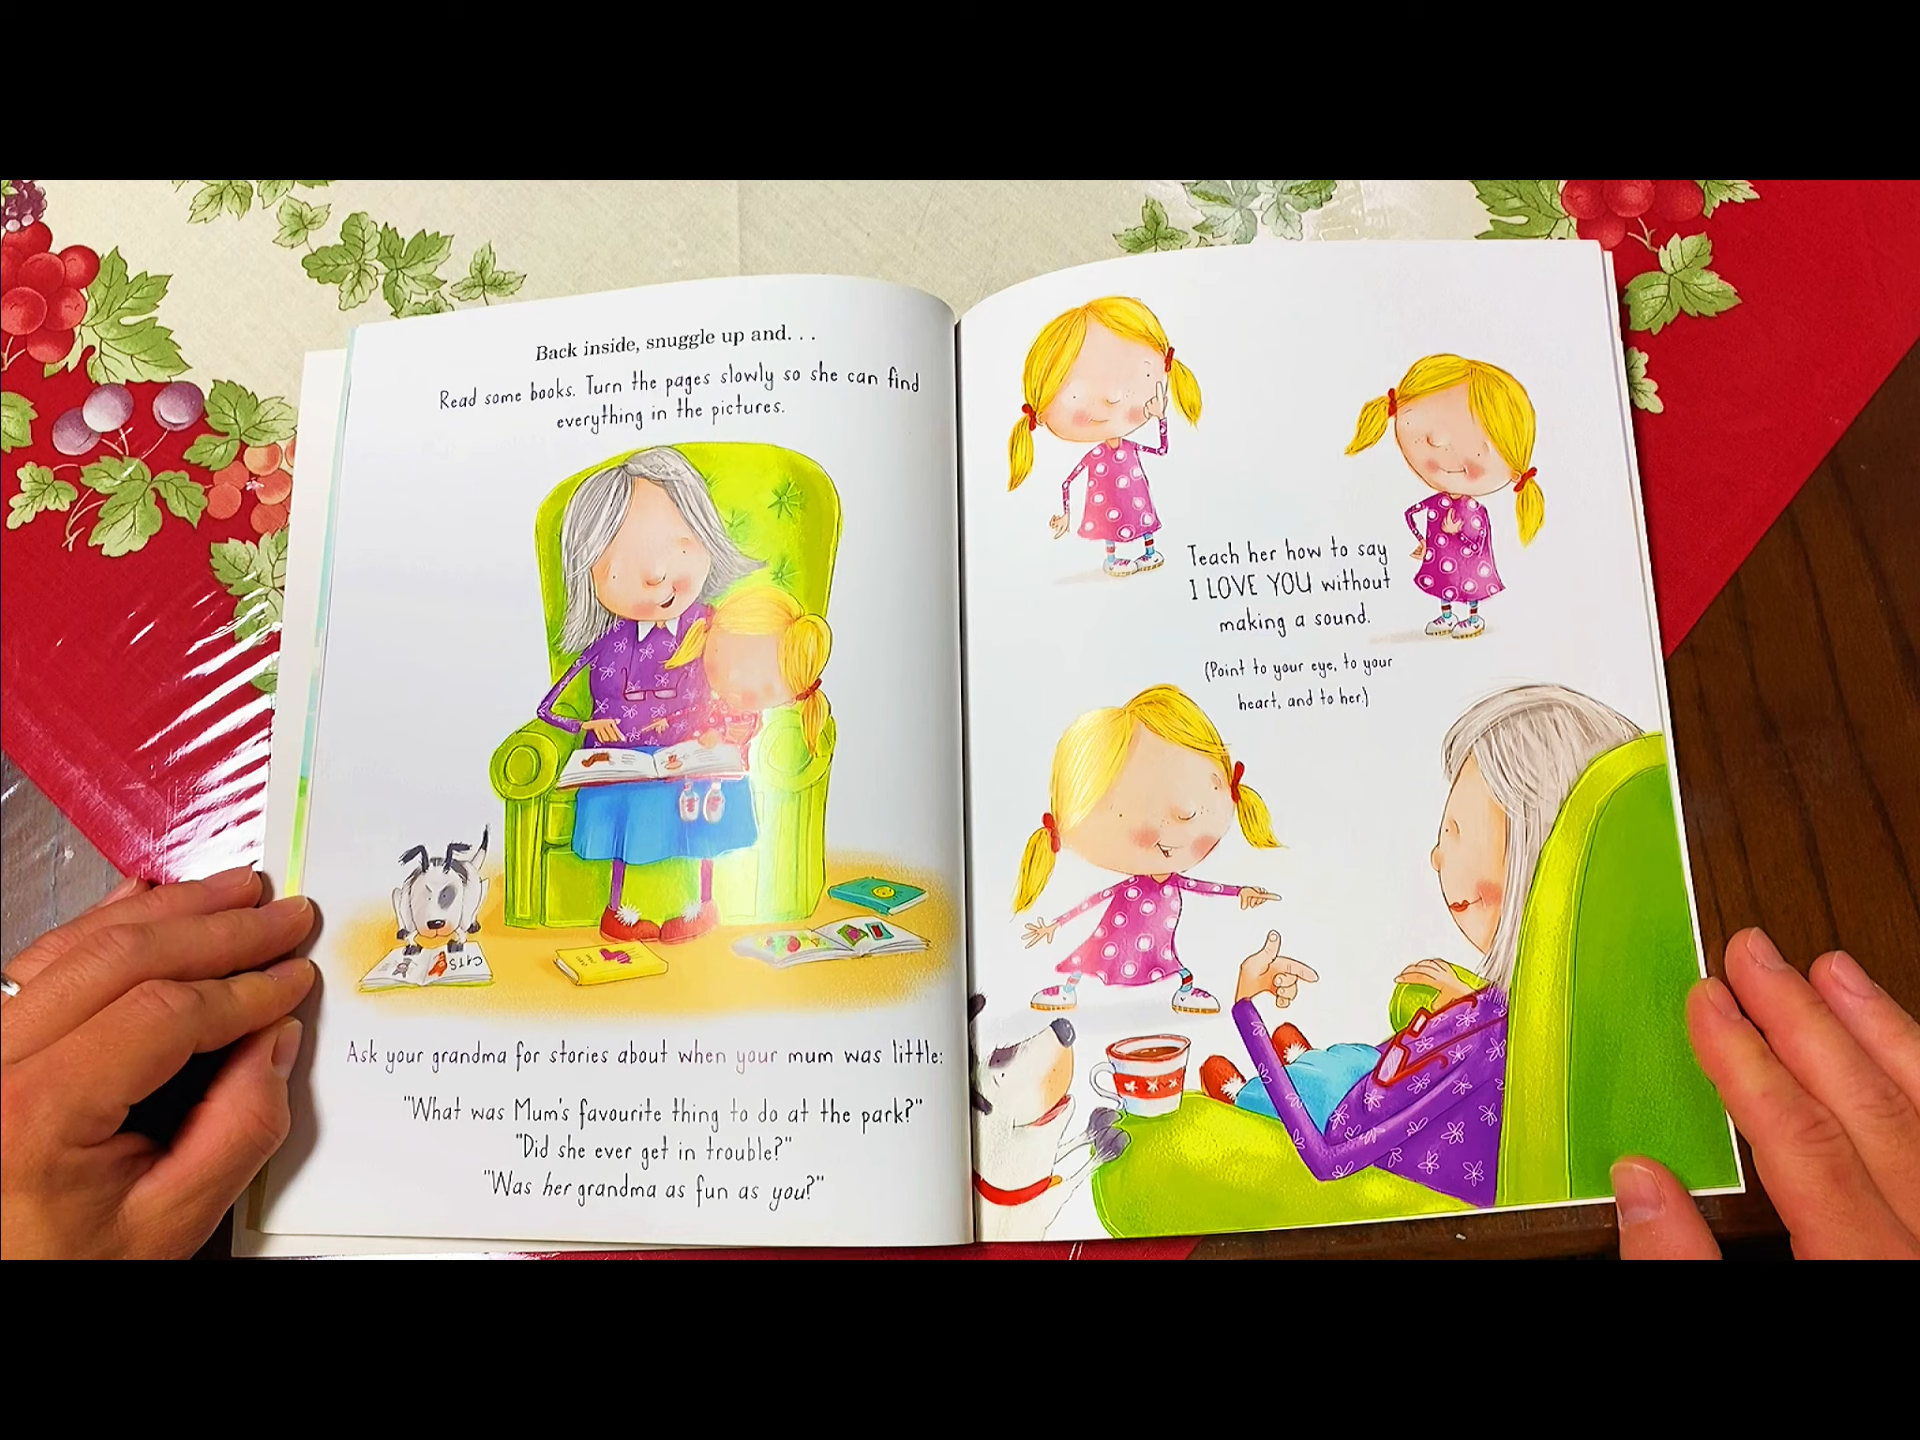 Back inside, snuggle up and. . .
Read some books. Turn the pages slowly so she can find
everything in the pictures.
CATS
Ask your grandma for stories about when your mum was little:
"What was Mum's favourite thing to do at the park?"
"Did she ever get in trouble?"
"Was her grandma as fun as you?"
Teach her how to say
I LOVE YOU without
making a sound.
(Point to your eye, to your
heart, and to her.)